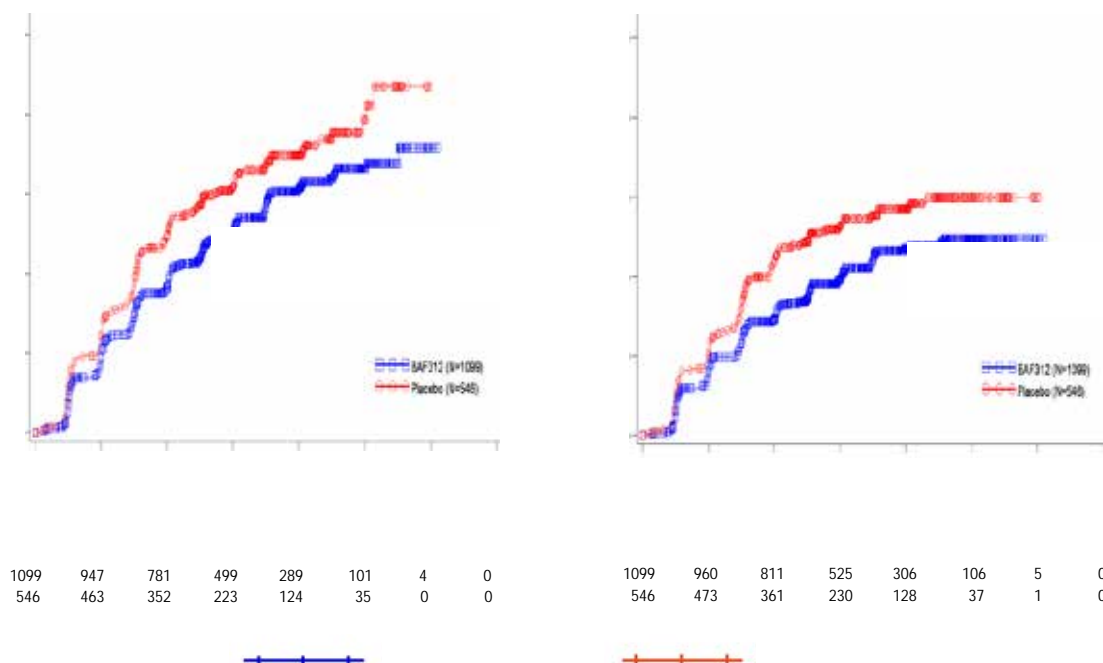 BAF312 (N=1099)
Placebo (N=546)
BAF312 (N=1099)
Placebo (N=546)
1099 947 781 499 289 101 4 0
546 463 352 223 124 35 0 0
1099 960 811 525 306 106 5 0
546 473 361 230 128 37 1 0